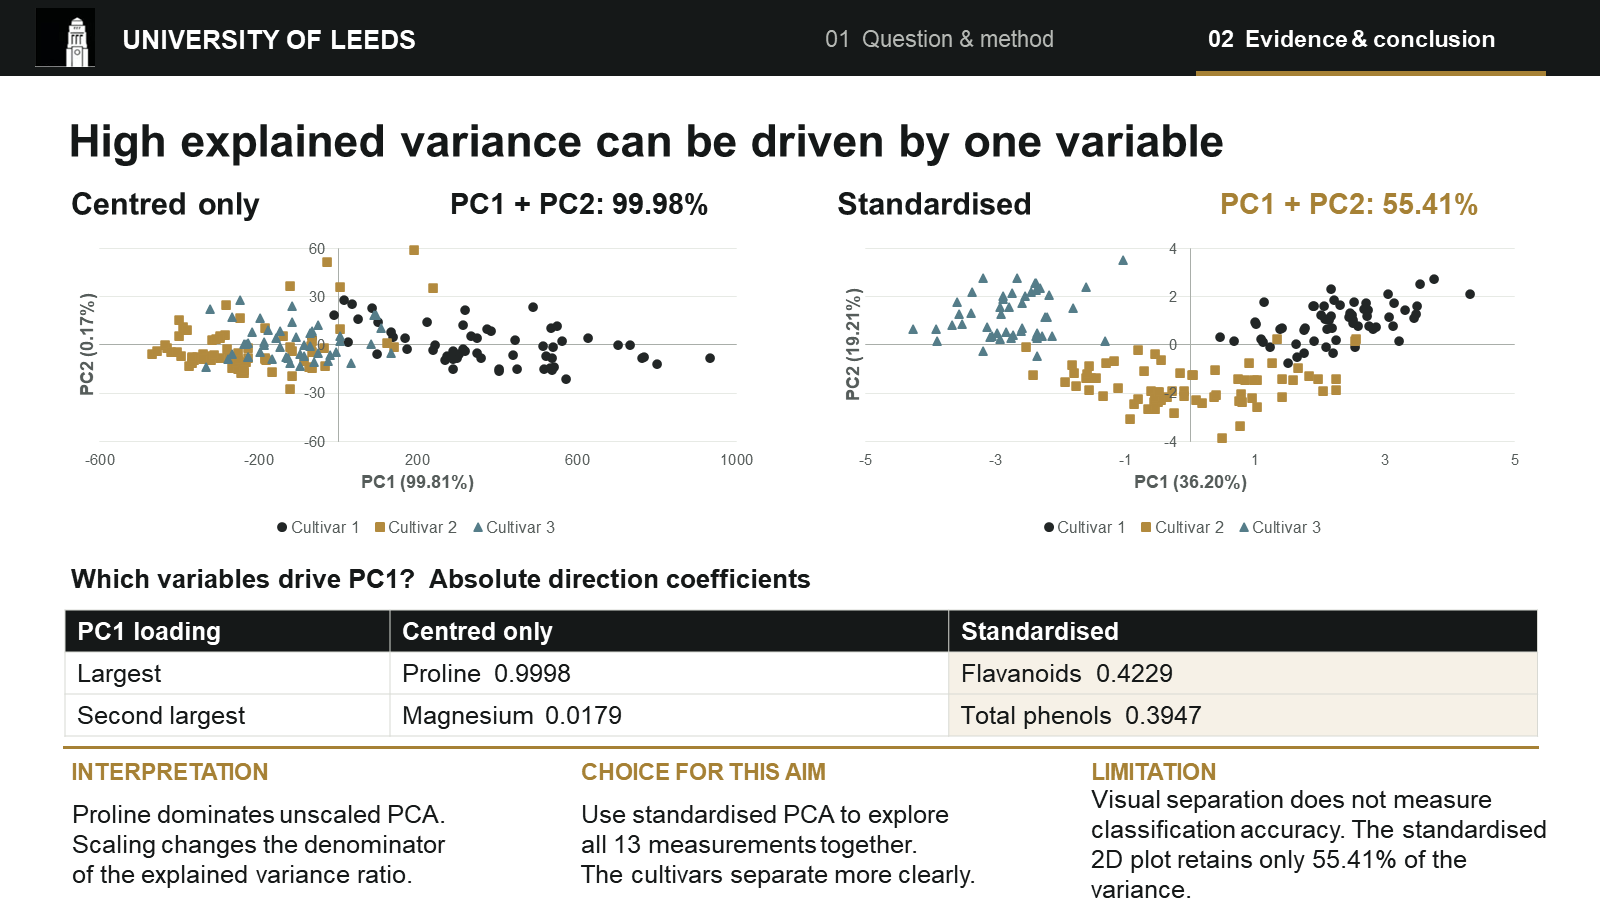 UNIVERSITY OF LEEDS
01 Question & method
02 Evidence & conclusion
High explained variance can be driven by one variable
Centred only
PC1 + PC2: 99.98%
Standardised
PC1 + PC2: 55.41%
PC2 (0.17%)
60
30
0
-30
-60
-600
-200
200
600
1000
PC1 (99.81%)
Cultivar 1
Cultivar 2
Cultivar 3
PC2 (19.21%)
4
2
0
-2
-4
-5
-3
-1
1
3
5
PC1 (36.20%)
Cultivar 1
Cultivar 2
Cultivar 3
Which variables drive PC1? Absolute direction coefficients
PC1 loading
Centred only
Standardised
Largest
Proline 0.9998
Flavanoids 0.4229
Second largest
Magnesium 0.0179
Total phenols 0.3947
INTERPRETATION
Proline dominates unscaled PCA.
Scaling changes the denominator
of the explained variance ratio.
CHOICE FOR THIS AIM
Use standardised PCA to explore
all 13 measurements together.
The cultivars separate more clearly.
LIMITATION
Visual separation does not measure
classification accuracy. The standardised
2D plot retains only 55.41% of the
variance.